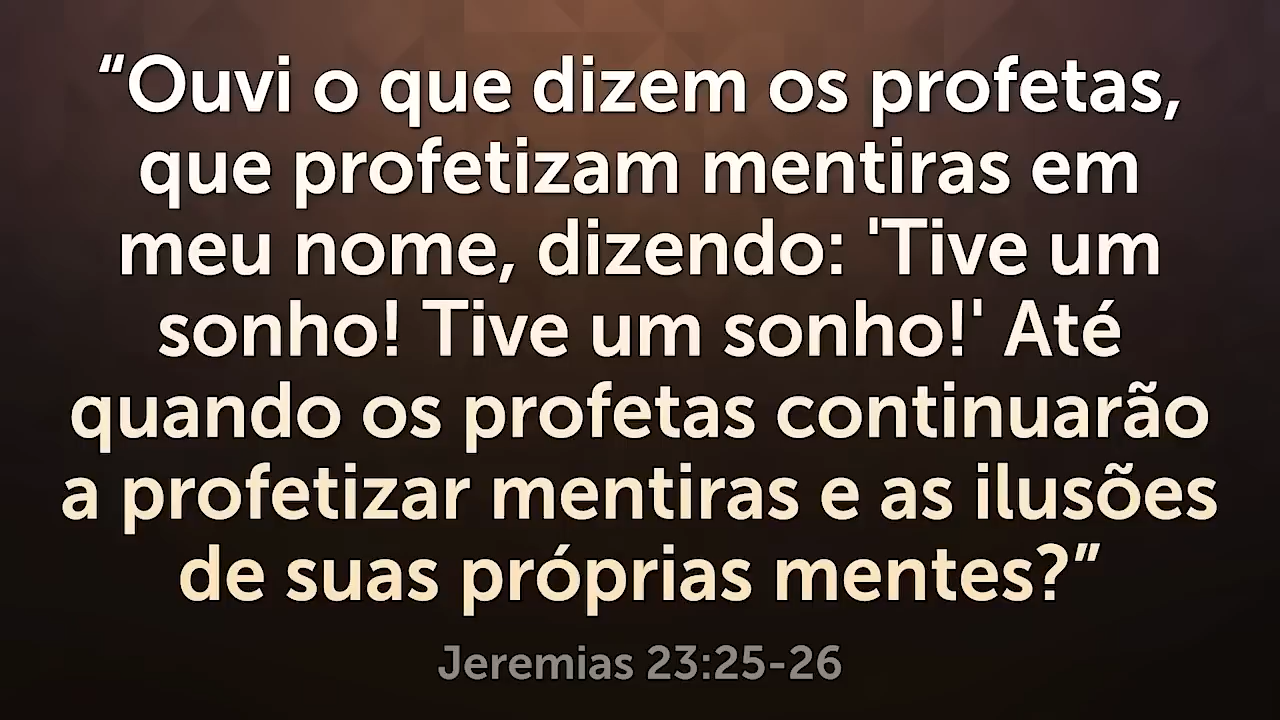 “Ouvi o que dizem os profetas,
que profetizam mentiras em
meu nome, dizendo: 'Tive um
sonho! Tive um sonho!' Até
quando os profetas continuarão
a profetizar mentiras e as ilusões
de suas próprias mentes?”
Jeremias 23:25-26